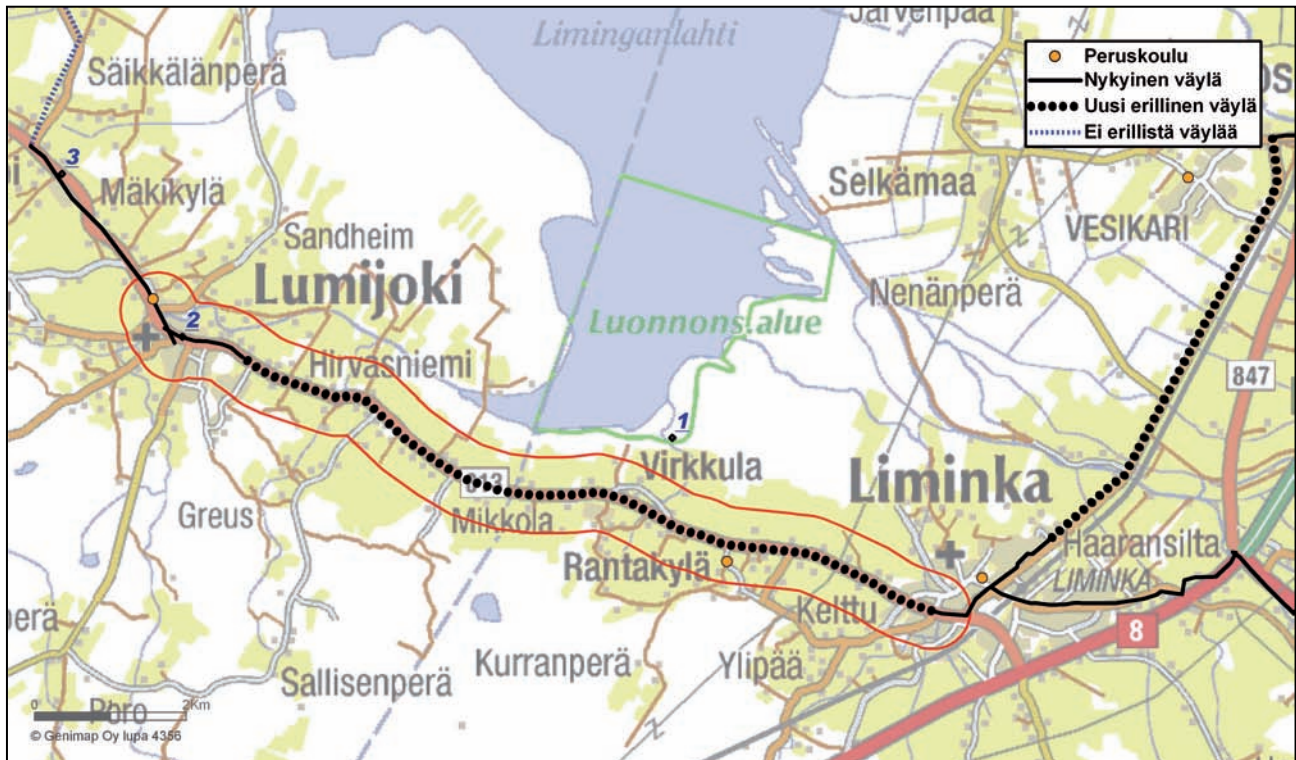 Liminganlahti
Järvenpää
Peruskoulu
Nykyinen väylä
Uusi erillinen väylä
Ei erillistä väylää
Säikkälänperä
3
Mäkikylä
Selkämaa
VESIKARI
Sandheim
Lumijoki
Nenänperä
2
Luonnons.alue
Hirvasniemi
847
1
Virkkula
Liminka
Mikkola
Greus
Rantakylä
Haaransilta
LIMINKA
Kelttu
8
Kurranperä
Ylipää
Sallisenperä
Poro
0
2Km
© Genimap Oy lupa 4356